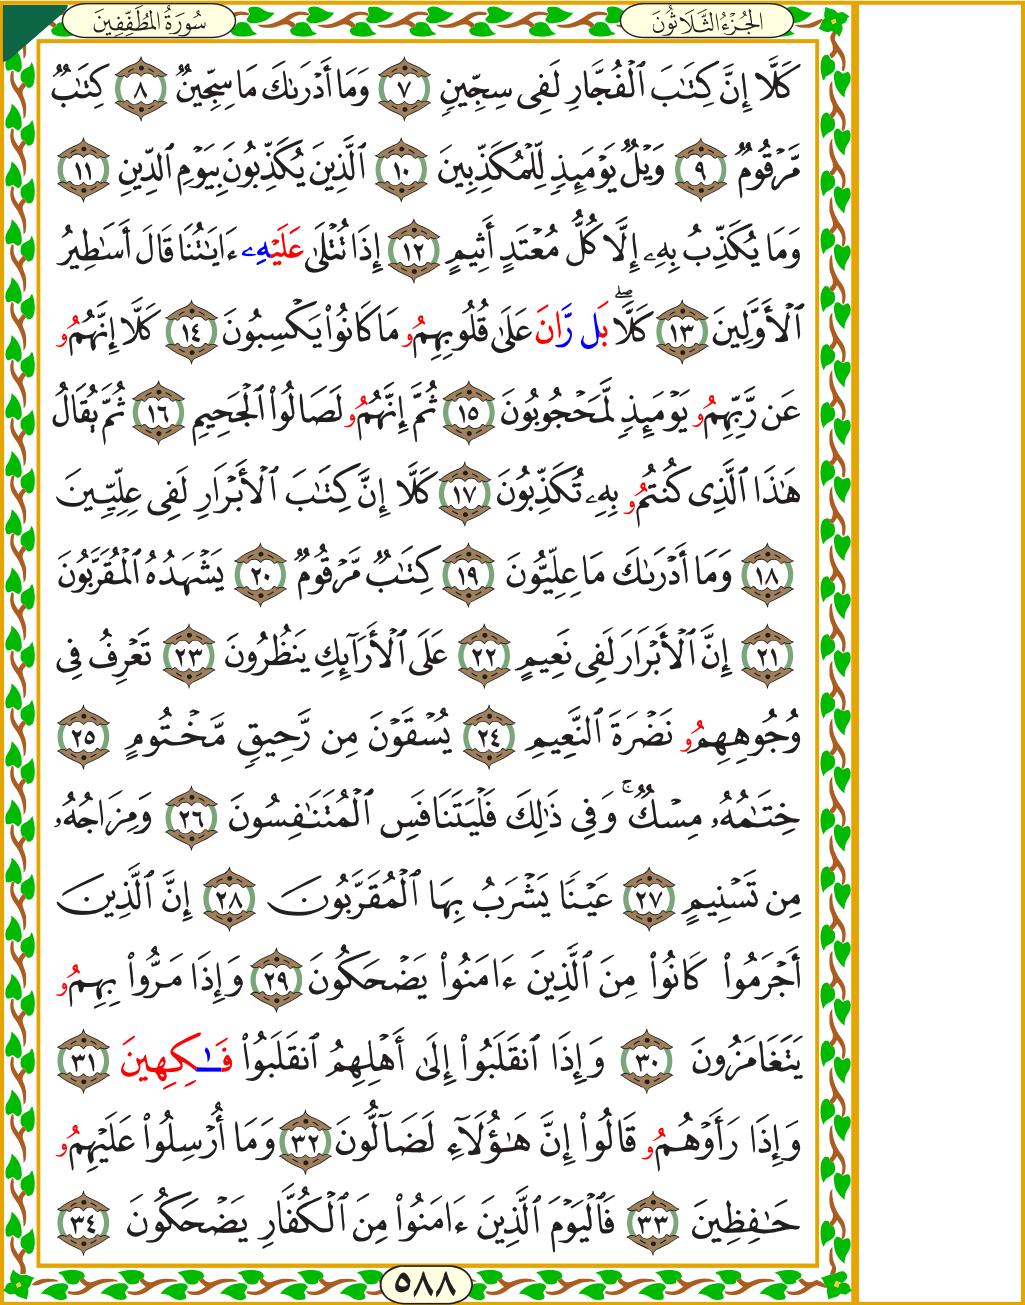 الجُزْءُ الثَّلَاثُونَ
سُورَةُ المُطَفِّفِينَ
كَلَّا إِنَّ كِتَٰبَ ٱلْفُجَّارِ لَفِى سِجِّينٍ ٧ وَمَا أَدْرَىٰكَ مَا سِجِّينٌ ٨ كِتَٰبٌ
مَّرْقُومٌ ٩ وَيْلٌ يَوْمَئِذٍ لِّلْمُكَذِّبِينَ ١٠ ٱلَّذِينَ يُكَذِّبُونَ بِيَوْمِ ٱلدِّينِ ١١
وَمَا يُكَذِّبُ بِهِۦ إِلَّا كُلُّ مُعْتَدٍ أَثِيمٍ ١٢ إِذَا تُتْلَىٰ عَلَيْهِۦ ءَايَٰتُنَا قَالَ أَسَٰطِيرُ
ٱلْأَوَّلِينَ ١٣ كَلَّاۖ بَل رَّانَ عَلَىٰ قُلُوبِهِمُۥ مَا كَانُوا۟ يَكْسِبُونَ ١٤ كَلَّا إِنَّهُمُۥ
عَن رَّبِّهِمُۥ يَوْمَئِذٍ لَّمَحْجُوبُونَ ١٥ ثُمَّ إِنَّهُمُۥ لَصَالُوا۟ ٱلْجَحِيمِ ١٦ ثُمَّ يُقَالُ
هَٰذَا ٱلَّذِى كُنتُمُۥ بِهِۦ تُكَذِّبُونَ ١٧ كَلَّا إِنَّ كِتَٰبَ ٱلْأَبْرَارِ لَفِى عِلِّيِّينَ
١٨ وَمَا أَدْرَىٰكَ مَا عِلِّيُّونَ ١٩ كِتَٰبٌ مَّرْقُومٌ ٢٠ يَشْهَدُهُ ٱلْمُقَرَّبُونَ
٢١ إِنَّ ٱلْأَبْرَارَ لَفِى نَعِيمٍ ٢٢ عَلَى ٱلْأَرَآئِكِ يَنظُرُونَ ٢٣ تَعْرِفُ فِى
وُجُوهِهِمُۥ نَضْرَةَ ٱلنَّعِيمِ ٢٤ يُسْقَوْنَ مِن رَّحِيقٍ مَّخْتُومٍ ٢٥
خِتَٰمُهُۥ مِسْكٌۚ وَفِى ذَٰلِكَ فَلْيَتَنَافَسِ ٱلْمُتَنَٰفِسُونَ ٢٦ وَمِزَاجُهُۥ
مِن تَسْنِيمٍ ٢٧ عَيْنًا يَشْرَبُ بِهَا ٱلْمُقَرَّبُونَ ٢٨ إِنَّ ٱلَّذِينَ
أَجْرَمُوا۟ كَانُوا۟ مِنَ ٱلَّذِينَ ءَامَنُوا۟ يَضْحَكُونَ ٢٩ وَإِذَا مَرُّوا۟ بِهِمُۥ
يَتَغَامَزُونَ ٣٠ وَإِذَا ٱنقَلَبُوا۟ إِلَىٰ أَهْلِهِمُ ٱنقَلَبُوا۟ فَٰكِهِينَ ٣١
وَإِذَا رَأَوْهُمُۥ قَالُوا۟ إِنَّ هَٰٓؤُلَآءِ لَضَآلُّونَ ٣٢ وَمَا أُرْسِلُوا۟ عَلَيْهِمُۥ
حَٰفِظِينَ ٣٣ فَٱلْيَوْمَ ٱلَّذِينَ ءَامَنُوا۟ مِنَ ٱلْكُفَّارِ يَضْحَكُونَ ٣٤
٥٨٨